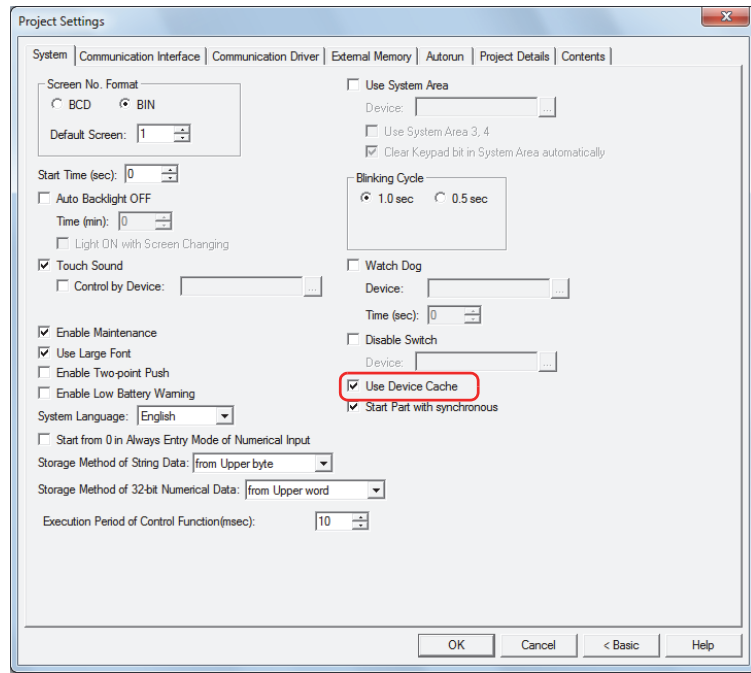 Project Settings
System Communication Interface Communication Driver External Memory Autorun Project Details Contents
Screen No. Format
BCD BIN
Default Screen: 1
Start Time (sec): 0
Auto Backlight OFF
Time (min): 0
Light ON with Screen Changing
Touch Sound
Control by Device: ...
Enable Maintenance
Use Large Font
Enable Two-point Push
Enable Low Battery Warning
System Language: English
Start from 0 in Always Entry Mode of Numerical Input
Storage Method of String Data: from Upper byte
Storage Method of 32-bit Numerical Data: from Upper word
Execution Period of Control Function(msec): 10
Use System Area
Device: ...
Use System Area 3, 4
Clear Keypad bit in System Area automatically
Blinking Cycle
1.0 sec 0.5 sec
Watch Dog
Device: ...
Time (sec): 0
Disable Switch
Device: ...
Use Device Cache
Start Part with synchronous
OK Cancel < Basic Help